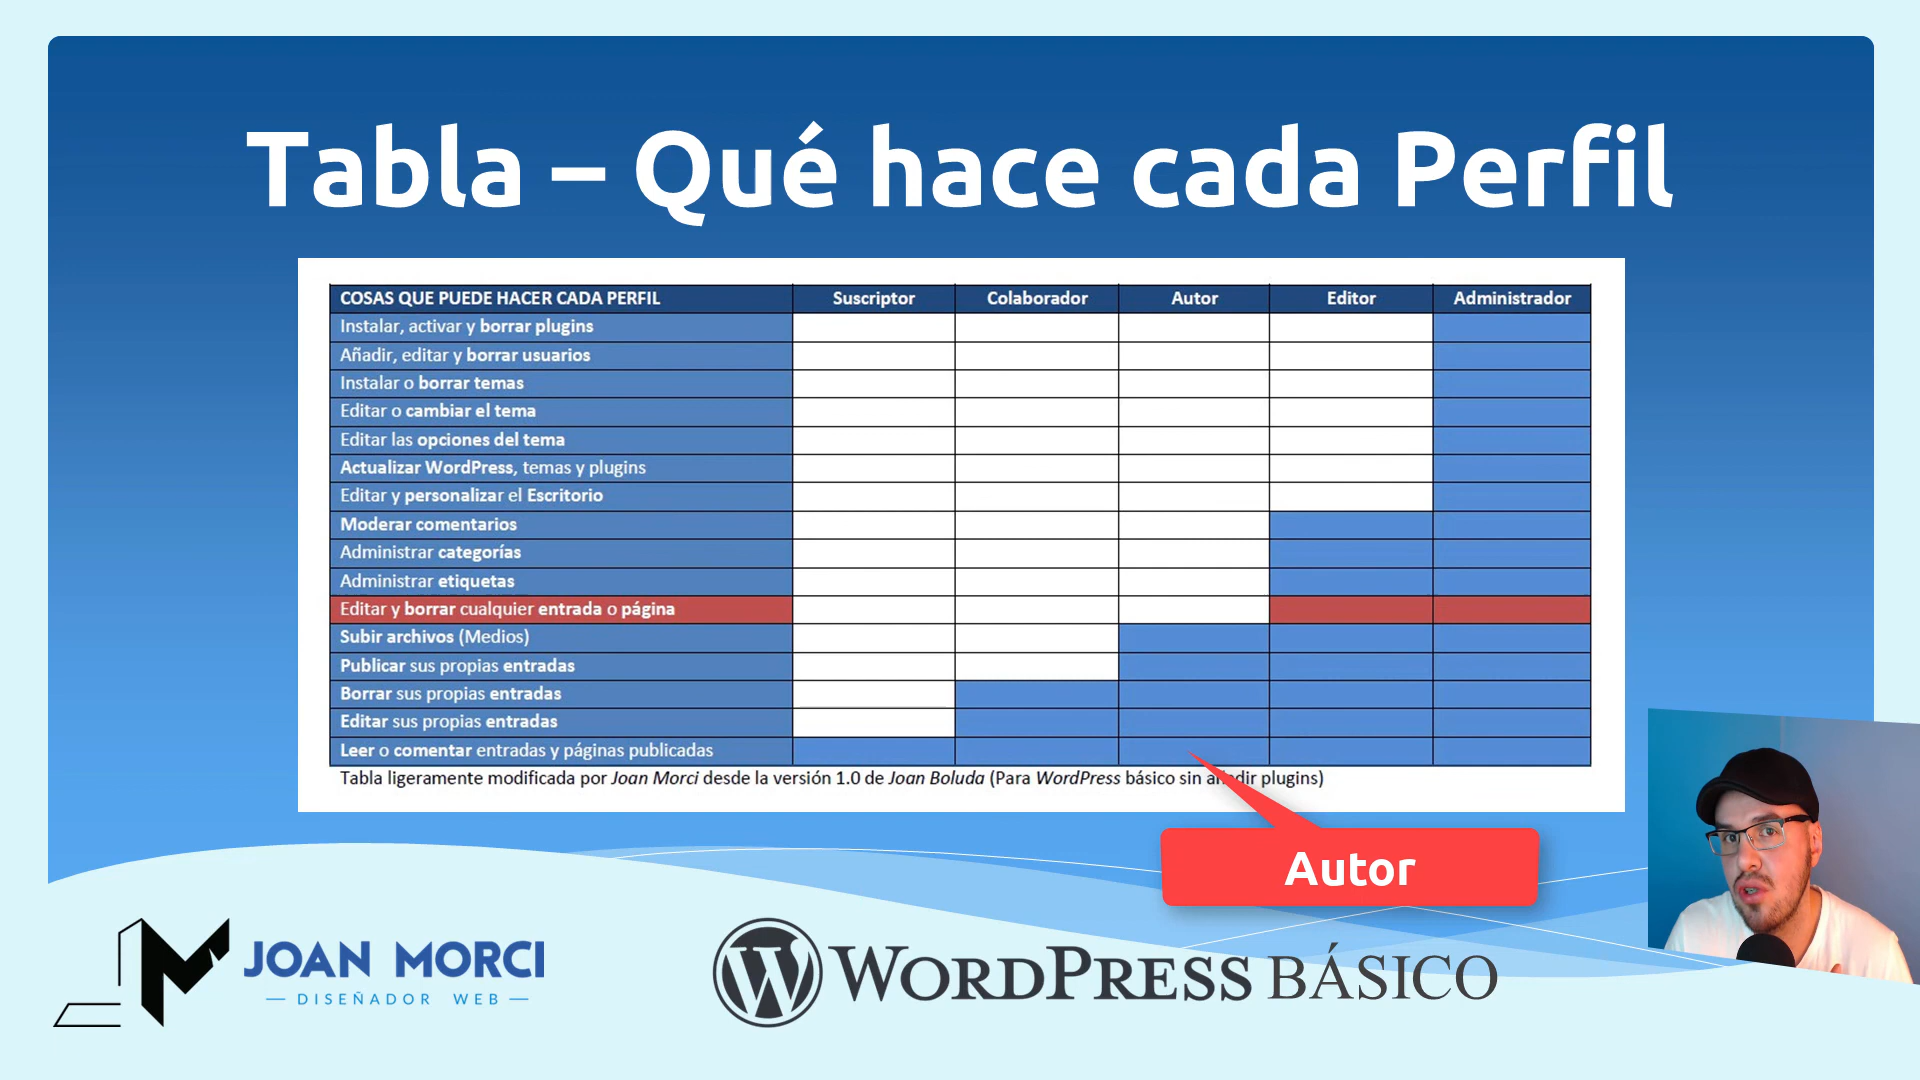 Tabla – Qué hace cada Perfil
COSAS QUE PUEDE HACER CADA PERFIL Suscriptor Colaborador Autor Editor Administrador
Instalar, activar y borrar plugins
Añadir, editar y borrar usuarios
Instalar o borrar temas
Editar o cambiar el tema
Editar las opciones del tema
Actualizar WordPress, temas y plugins
Editar y personalizar el Escritorio
Moderar comentarios
Administrar categorías
Administrar etiquetas
Editar y borrar cualquier entrada o página
Subir archivos (Medios)
Publicar sus propias entradas
Borrar sus propias entradas
Editar sus propias entradas
Leer o comentar entradas y páginas publicadas
Tabla ligeramente modificada por Joan Morci desde la versión 1.0 de Joan Boluda (Para WordPress básico sin añadir plugins)
Autor
JOAN MORCI
— DISEÑADOR WEB —
WORDPRESS BÁSICO